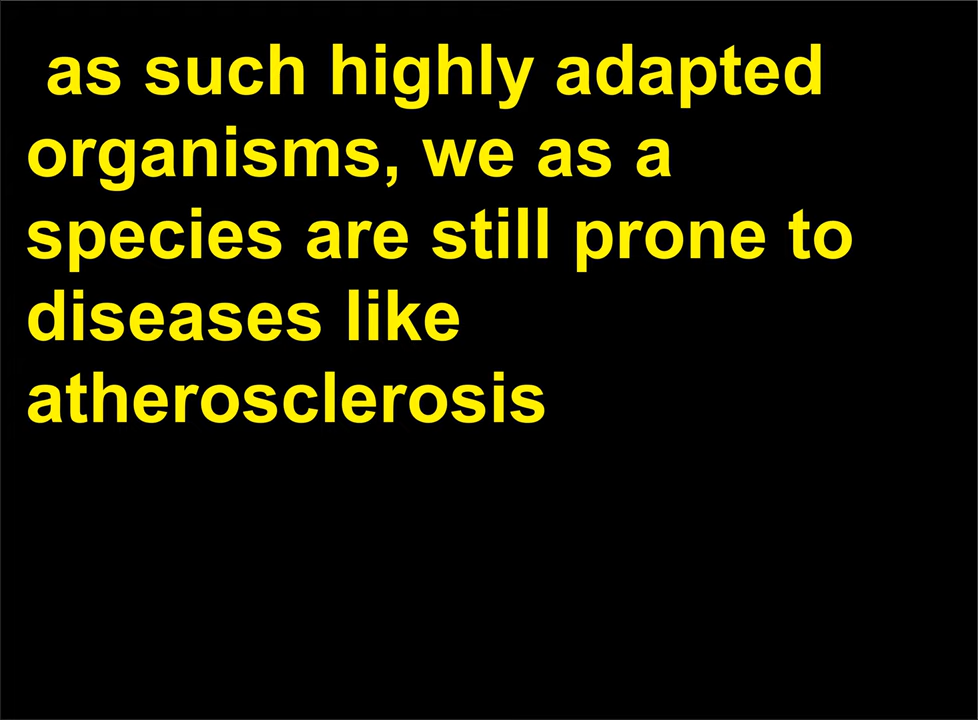 as such highly adapted
organisms, we as a
species are still prone to
diseases like
atherosclerosis